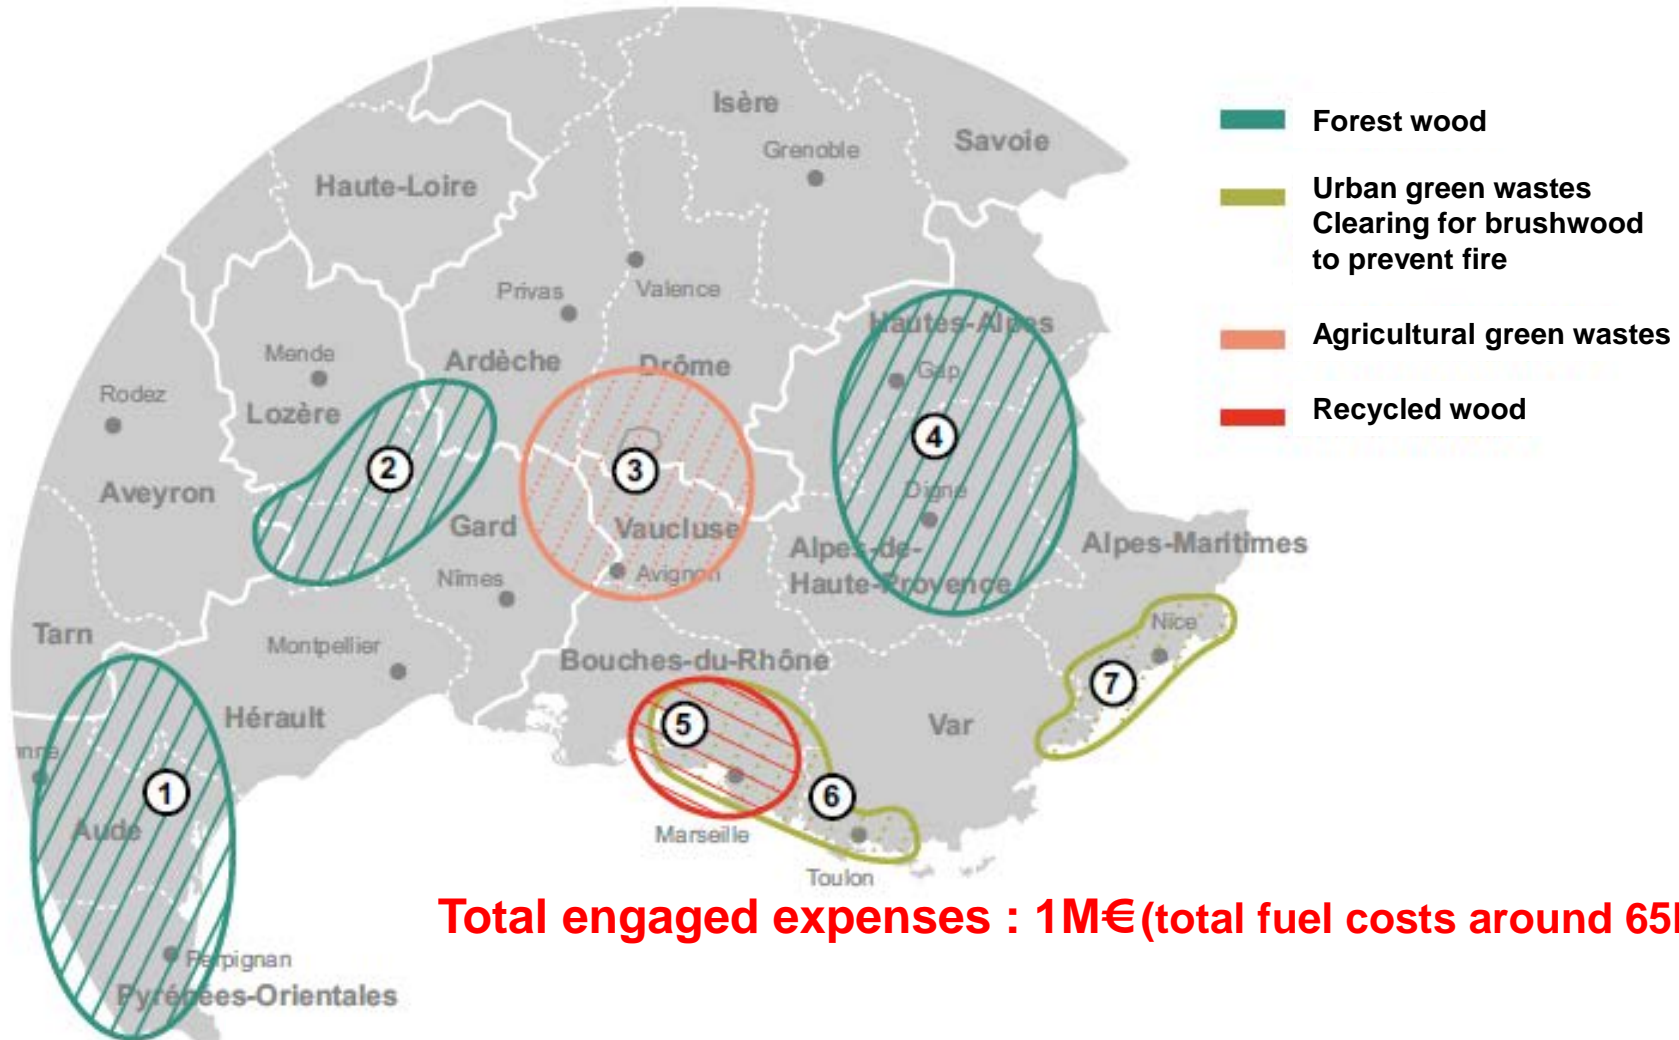 Isère
Grenoble
Savoie
Haute-Loire
Privas
Valence
Mende
Ardèche
Drôme
Hautes-Alpes
Gap
Rodez
Lozère
2
3
4
Aveyron
Gard
Vaucluse
Digne
Alpes-de-
Haute-Provence
Alpes-Maritimes
Nîmes
Avignon
Tarn
Montpellier
Bouches-du-Rhône
Nice
7
Hérault
5
Var
1
6
Aude
Marseille
Toulon
Perpignan
Pyrénées-Orientales
Forest wood
Urban green wastes
Clearing for brushwood
to prevent fire
Agricultural green wastes
Recycled wood
Total engaged expenses : 1M€(total fuel costs around 65